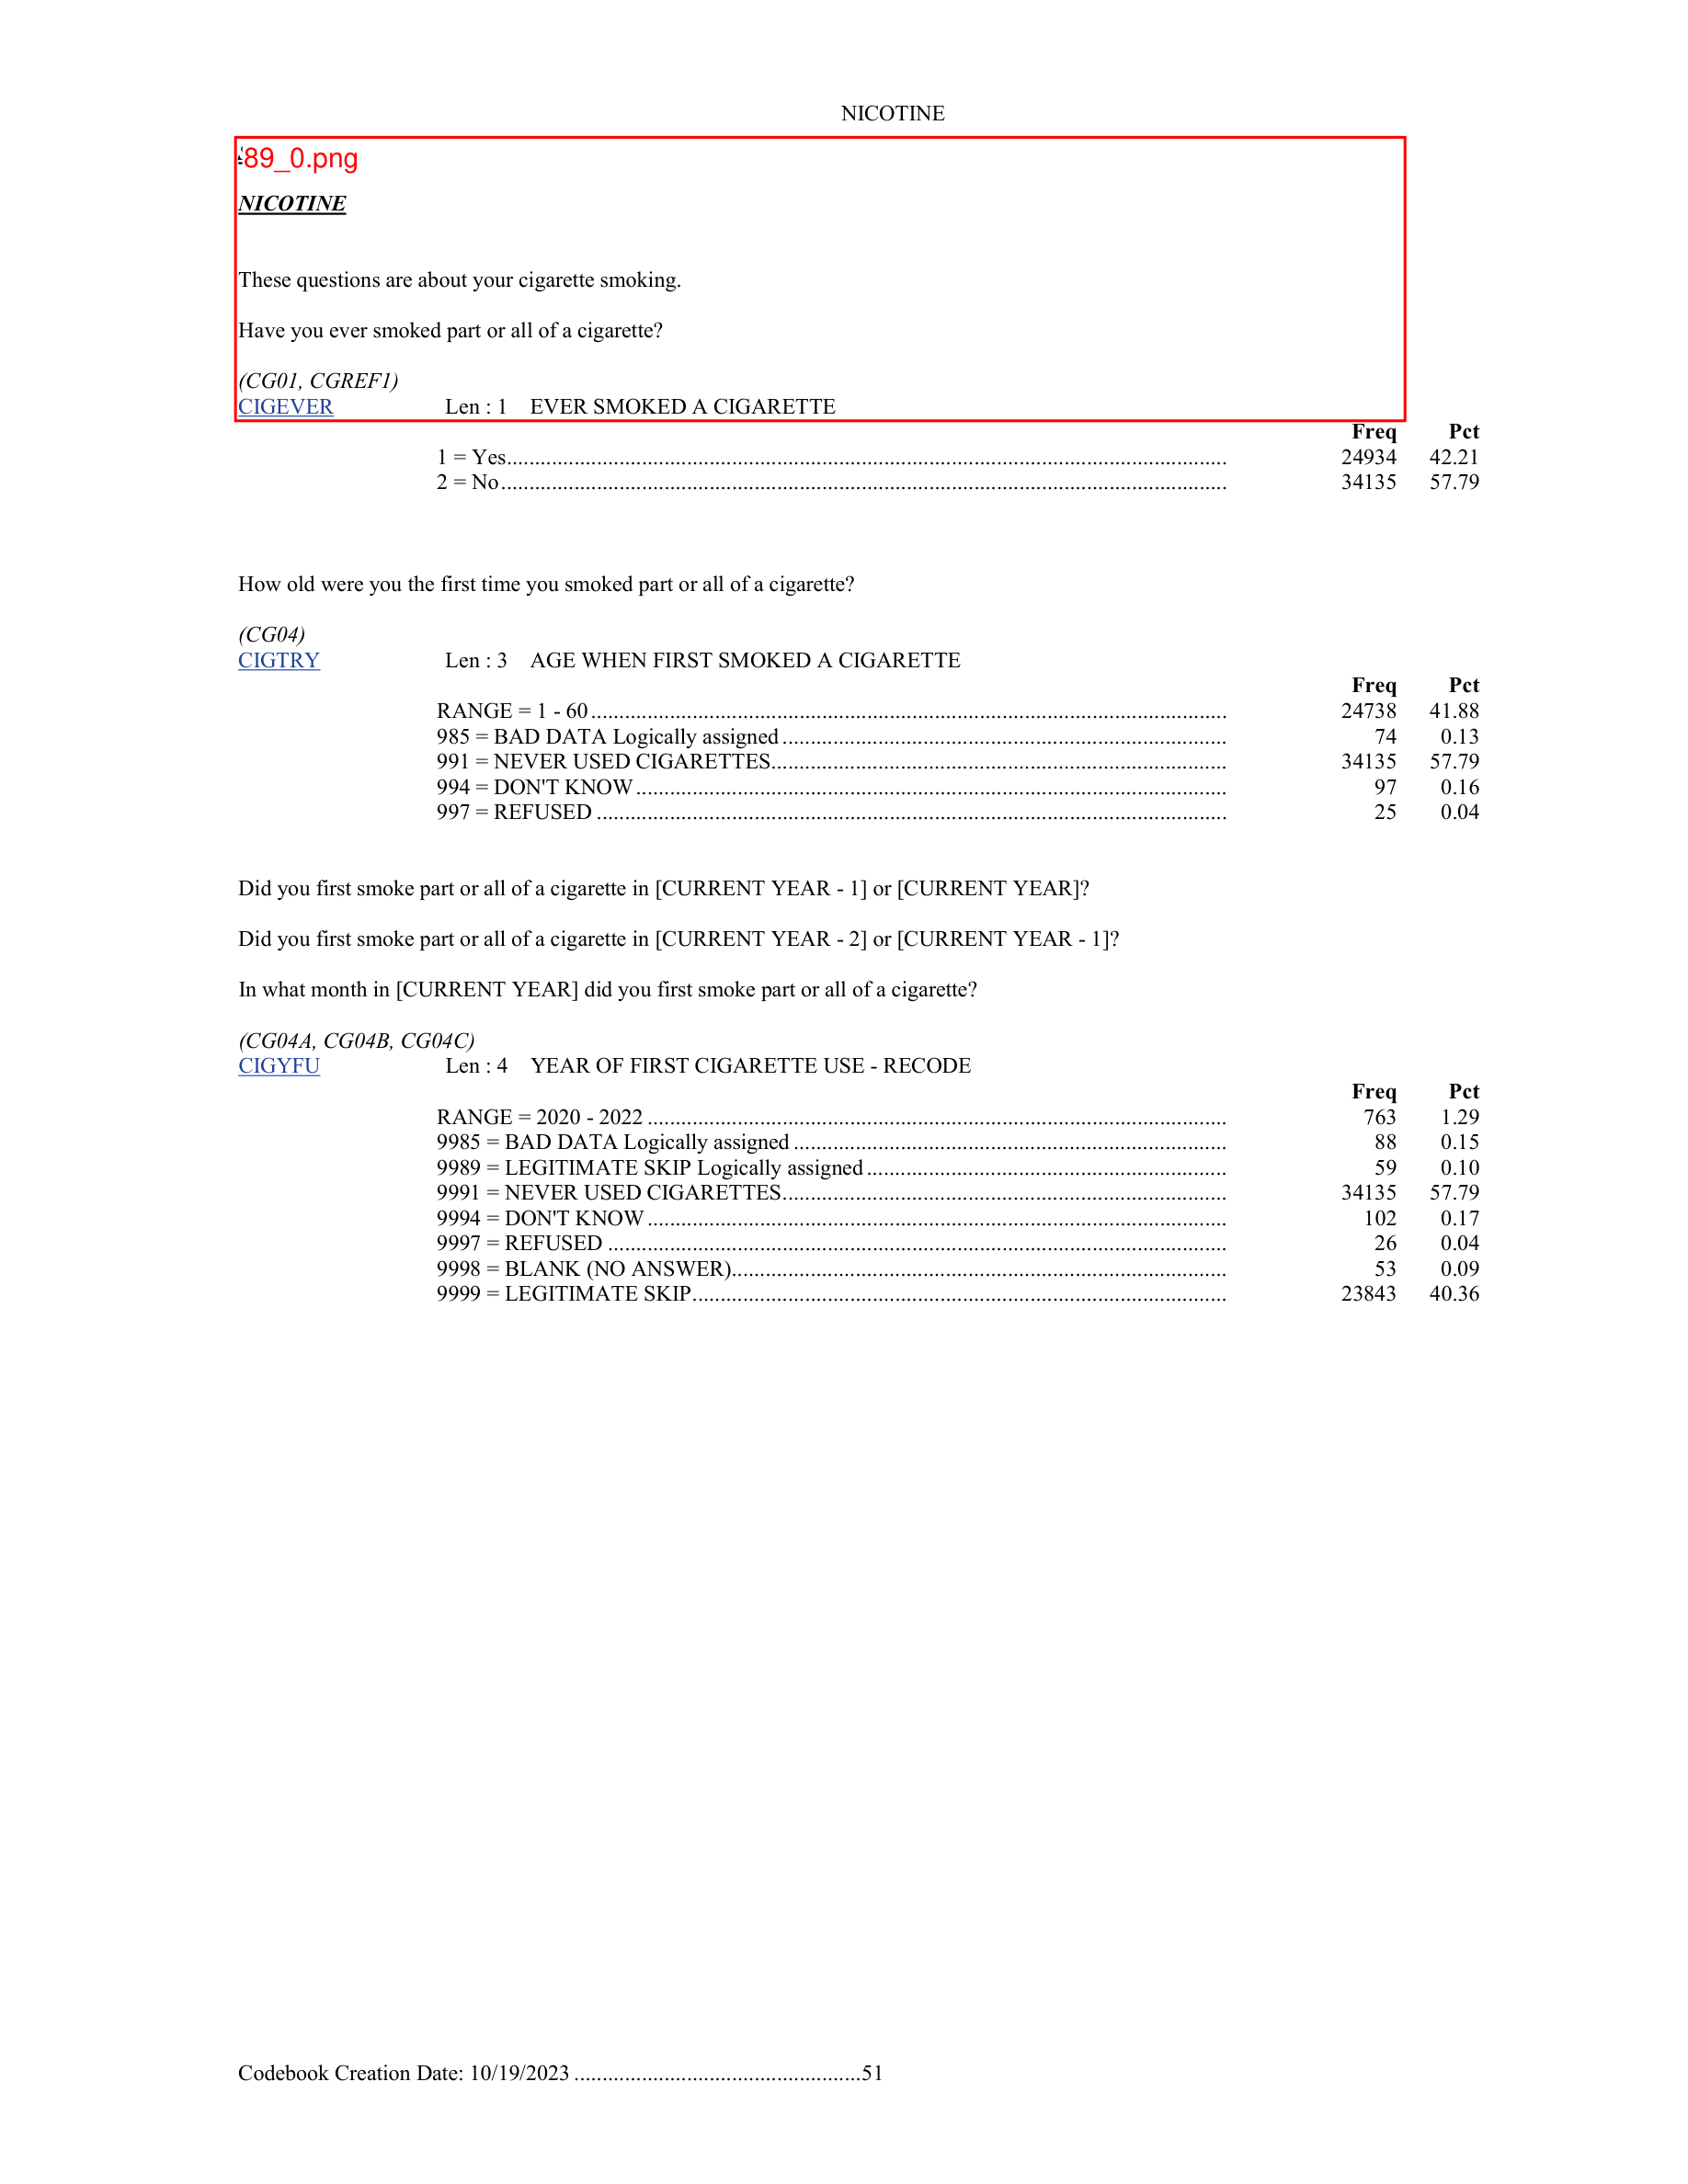 NICOTINE
89_0.png
NICOTINE
These questions are about your cigarette smoking.
Have you ever smoked part or all of a cigarette?
(CG01, CGREF1)
CIGEVER Len : 1 EVER SMOKED A CIGARETTE
Freq Pct
1 = Yes................................................................................ 24934 42.21
2 = No................................................................................ 34135 57.79
How old were you the first time you smoked part or all of a cigarette?
(CG04)
CIGTRY Len : 3 AGE WHEN FIRST SMOKED A CIGARETTE
Freq Pct
RANGE = 1 - 60................................................................................ 24738 41.88
985 = BAD DATA Logically assigned................................................................................ 74 0.13
991 = NEVER USED CIGARETTES................................................................................ 34135 57.79
994 = DON'T KNOW................................................................................ 97 0.16
997 = REFUSED ................................................................................ 25 0.04
Did you first smoke part or all of a cigarette in [CURRENT YEAR - 1] or [CURRENT YEAR]?
Did you first smoke part or all of a cigarette in [CURRENT YEAR - 2] or [CURRENT YEAR - 1]?
In what month in [CURRENT YEAR] did you first smoke part or all of a cigarette?
(CG04A, CG04B, CG04C)
CIGYFU Len : 4 YEAR OF FIRST CIGARETTE USE - RECODE
Freq Pct
RANGE = 2020 - 2022 ................................................................................ 763 1.29
9985 = BAD DATA Logically assigned ................................................................................ 88 0.15
9989 = LEGITIMATE SKIP Logically assigned ................................................................................ 59 0.10
9991 = NEVER USED CIGARETTES................................................................................ 34135 57.79
9994 = DON'T KNOW ................................................................................ 102 0.17
9997 = REFUSED ................................................................................ 26 0.04
9998 = BLANK (NO ANSWER)................................................................................ 53 0.09
9999 = LEGITIMATE SKIP................................................................................ 23843 40.36
Codebook Creation Date: 10/19/2023 ..................................................51